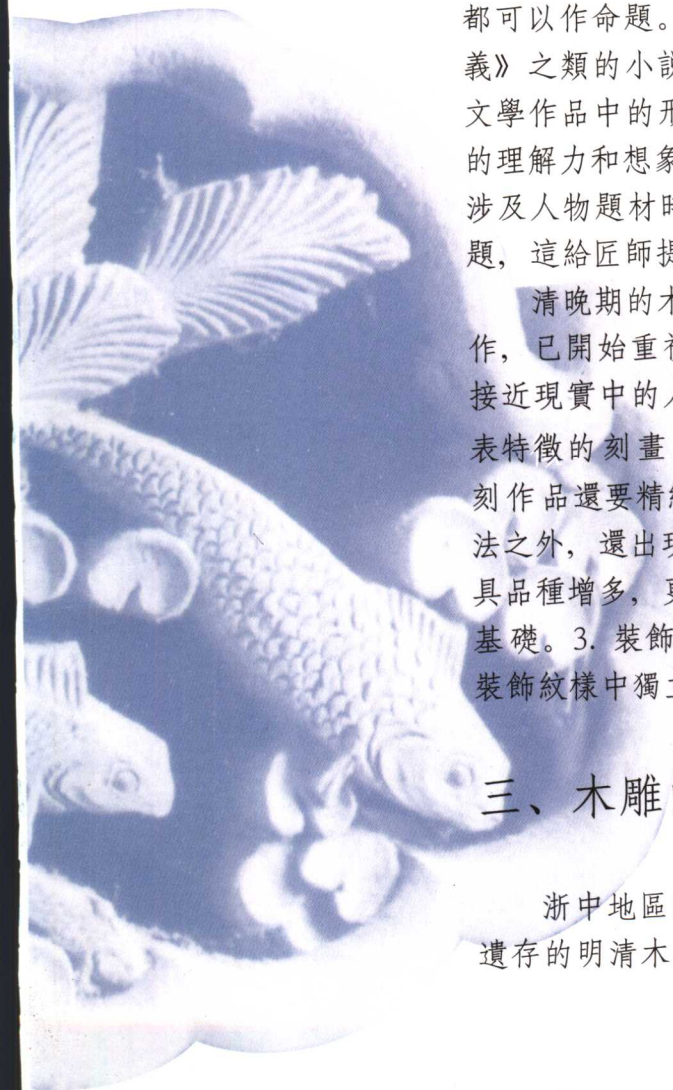 都可以作命題。
義》之類的小説
文學作品中的形
的理解力和想象
涉及人物題材時
題，這給匠師提
清晚期的木
作，已開始重視
接近現實中的人
表特徵的刻畫
刻作品還要精細
法之外，還出現
具品種增多，更
基礎。3. 裝飾
裝飾紋樣中獨立
三、木雕
浙中地區
遺存的明清木